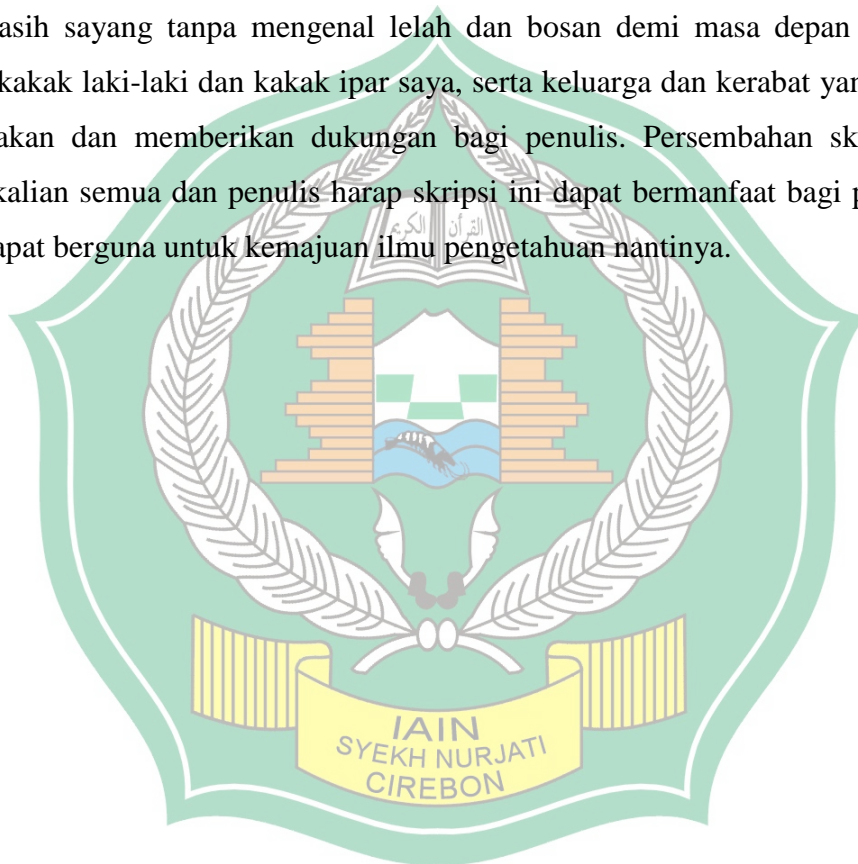 asih sayang tanpa mengenal lelah dan bosan demi masa depan
kakak laki-laki dan kakak ipar saya, serta keluarga dan kerabat yan
akan dan memberikan dukungan bagi penulis. Persembahan sk
kalian semua dan penulis harap skripsi ini dapat bermanfaat bagi p
apat berguna untuk kemajuan ilmu pengetahuan nantinya.
القرآن الكريم
IAIN
SYEKH NURJATI
CIREBON